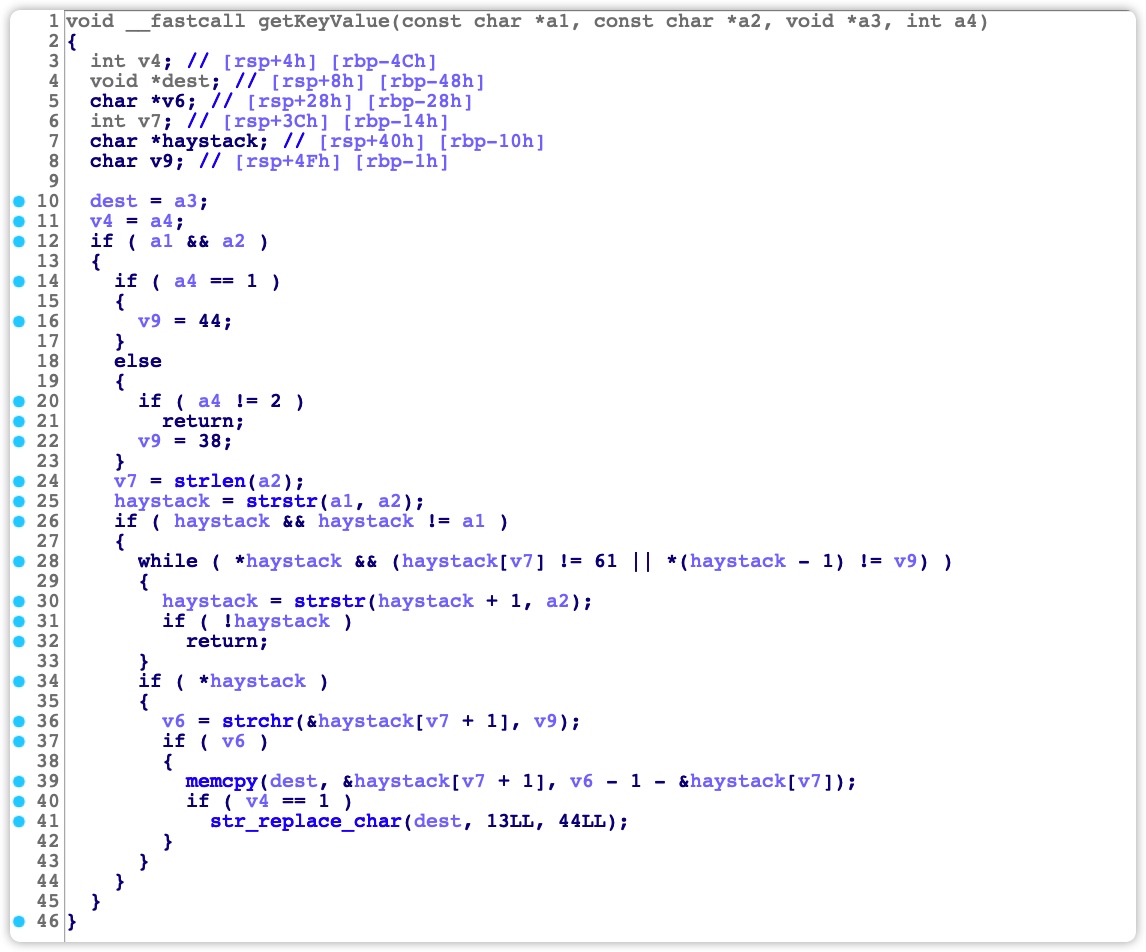 1 void __fastcall getKeyValue(const char *a1, const char *a2, void *a3, int a4)
2 {
3   int v4; // [rsp+4h] [rbp-4Ch]
4   void *dest; // [rsp+8h] [rbp-48h]
5   char *v6; // [rsp+28h] [rbp-28h]
6   int v7; // [rsp+3Ch] [rbp-14h]
7   char *haystack; // [rsp+40h] [rbp-10h]
8   char v9; // [rsp+4Fh] [rbp-1h]
9
10   dest = a3;
11   v4 = a4;
12   if ( a1 && a2 )
13   {
14     if ( a4 == 1 )
15     {
16       v9 = 44;
17     }
18     else
19     {
20       if ( a4 != 2 )
21         return;
22       v9 = 38;
23     }
24     v7 = strlen(a2);
25     haystack = strstr(a1, a2);
26     if ( haystack && haystack != a1 )
27     {
28       while ( *haystack && (haystack[v7] != 61 || *(haystack - 1) != v9) )
29       {
30         haystack = strstr(haystack + 1, a2);
31         if ( !haystack )
32           return;
33       }
34       if ( *haystack )
35       {
36         v6 = strchr(&haystack[v7 + 1], v9);
37         if ( v6 )
38         {
39           memcpy(dest, &haystack[v7 + 1], v6 - 1 - &haystack[v7]);
40           if ( v4 == 1 )
41             str_replace_char(dest, 13LL, 44LL);
42         }
43       }
44     }
45   }
46 }